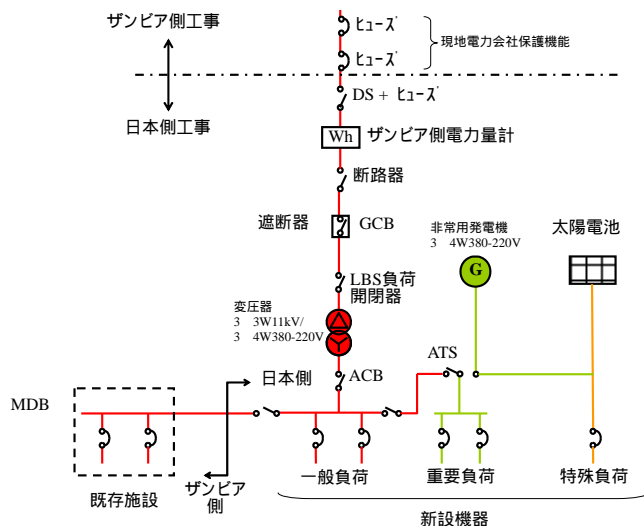 ザンビア側工事
ﾋｭｰｽﾞ
現地電力会社保護機能
ﾋｭｰｽﾞ
日本側工事
DS + ﾋｭｰｽﾞ
Wh
ザンビア側電力量計
断路器
遮断器
GCB
非常用発電機
3 4W380-220V
太陽電池
G
LBS負荷
開閉器
変圧器
3 3W11kV/
3 4W380-220V
ATS
日本側
ACB
MDB
既存施設
ザンビア
側
一般負荷
重要負荷
特殊負荷
新設機器